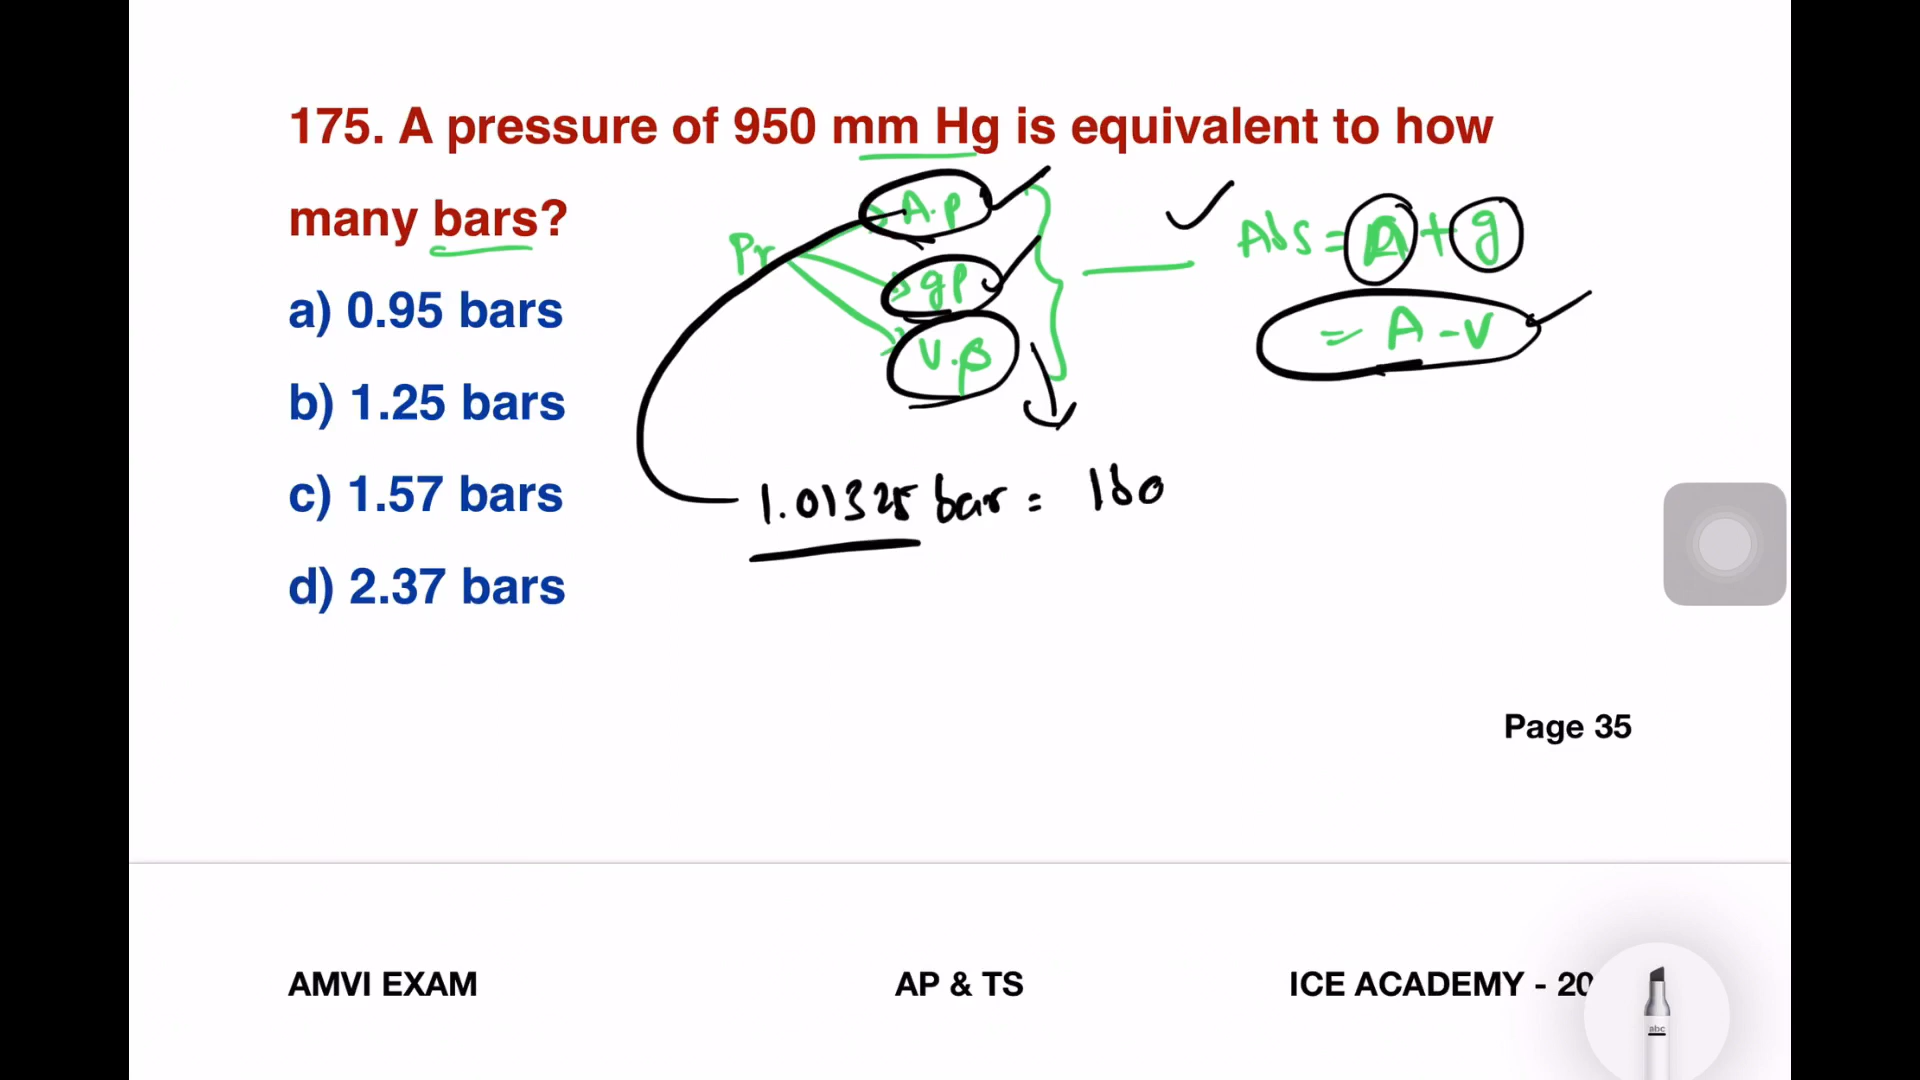 175. A pressure of 950 mm Hg is equivalent to how
many bars?
a) 0.95 bars
b) 1.25 bars
c) 1.57 bars
d) 2.37 bars
Pr
A.P
gP
V.P
Abs = A + g
= A - V
1.01325 bar =
Page 35
AMVI EXAM
AP & TS
ICE ACADEMY - 20
abc